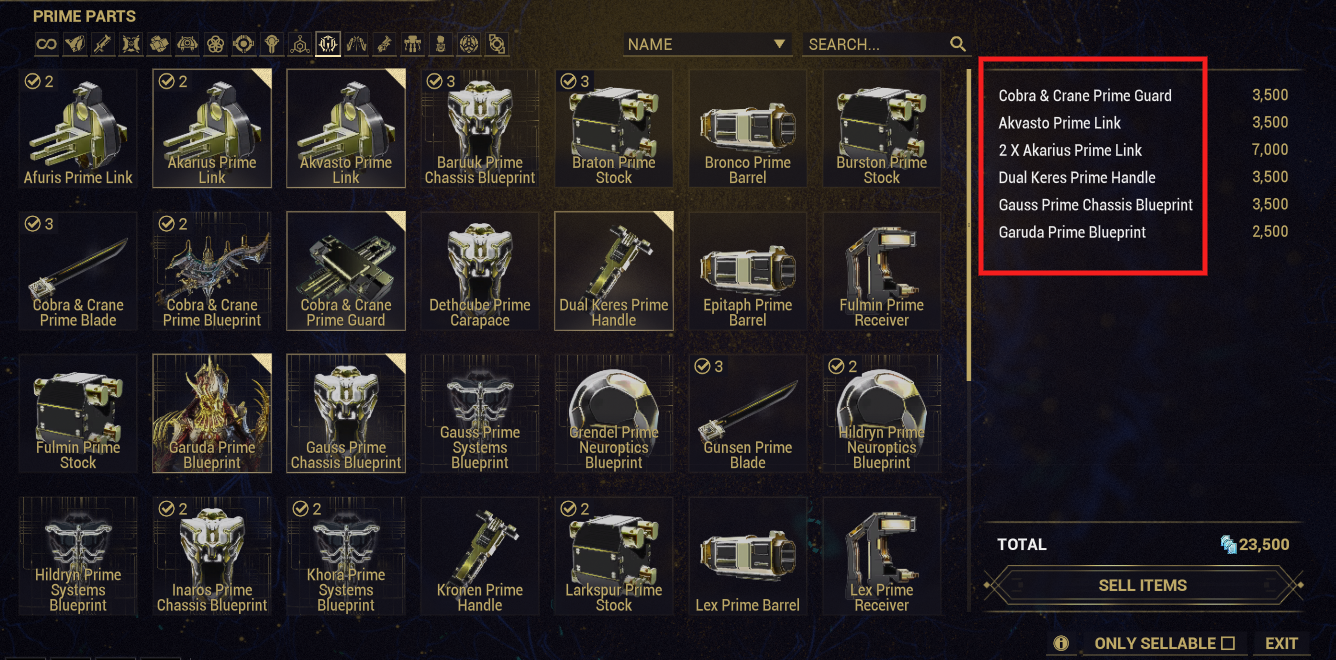 PRIME PARTS
NAME
SEARCH...
2
Afuris Prime Link
2
Akarius Prime
Link
Akvasto Prime
Link
3
Baruuk Prime
Chassis Blueprint
3
Braton Prime
Stock
Bronco Prime
Barrel
Burston Prime
Stock
3
Cobra & Crane
Prime Blade
2
Cobra & Crane
Prime Blueprint
Cobra & Crane
Prime Guard
Dethcube Prime
Carapace
Dual Keres Prime
Handle
Epitaph Prime
Barrel
Fulmin Prime
Receiver
Fulmin Prime
Stock
Garuda Prime
Blueprint
Gauss Prime
Chassis Blueprint
Gauss Prime
Systems
Blueprint
Grendel Prime
Neuroptics
Blueprint
3
Gunsen Prime
Blade
2
Hildryn Prime
Neuroptics
Blueprint
Hildryn Prime
Systems
Blueprint
2
Inaros Prime
Chassis Blueprint
2
Khora Prime
Systems
Blueprint
Kronen Prime
Handle
2
Larkspur Prime
Stock
Lex Prime Barrel
Lex Prime
Receiver
Cobra & Crane Prime Guard 3,500
Akvasto Prime Link 3,500
2 X Akarius Prime Link 7,000
Dual Keres Prime Handle 3,500
Gauss Prime Chassis Blueprint 3,500
Garuda Prime Blueprint 2,500
TOTAL 23,500
SELL ITEMS
ONLY SELLABLE
EXIT